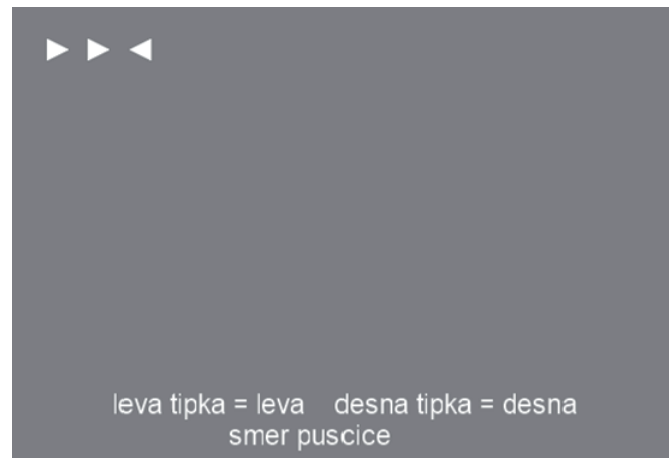 leva tipka = leva desna tipka = desna
smer puscice